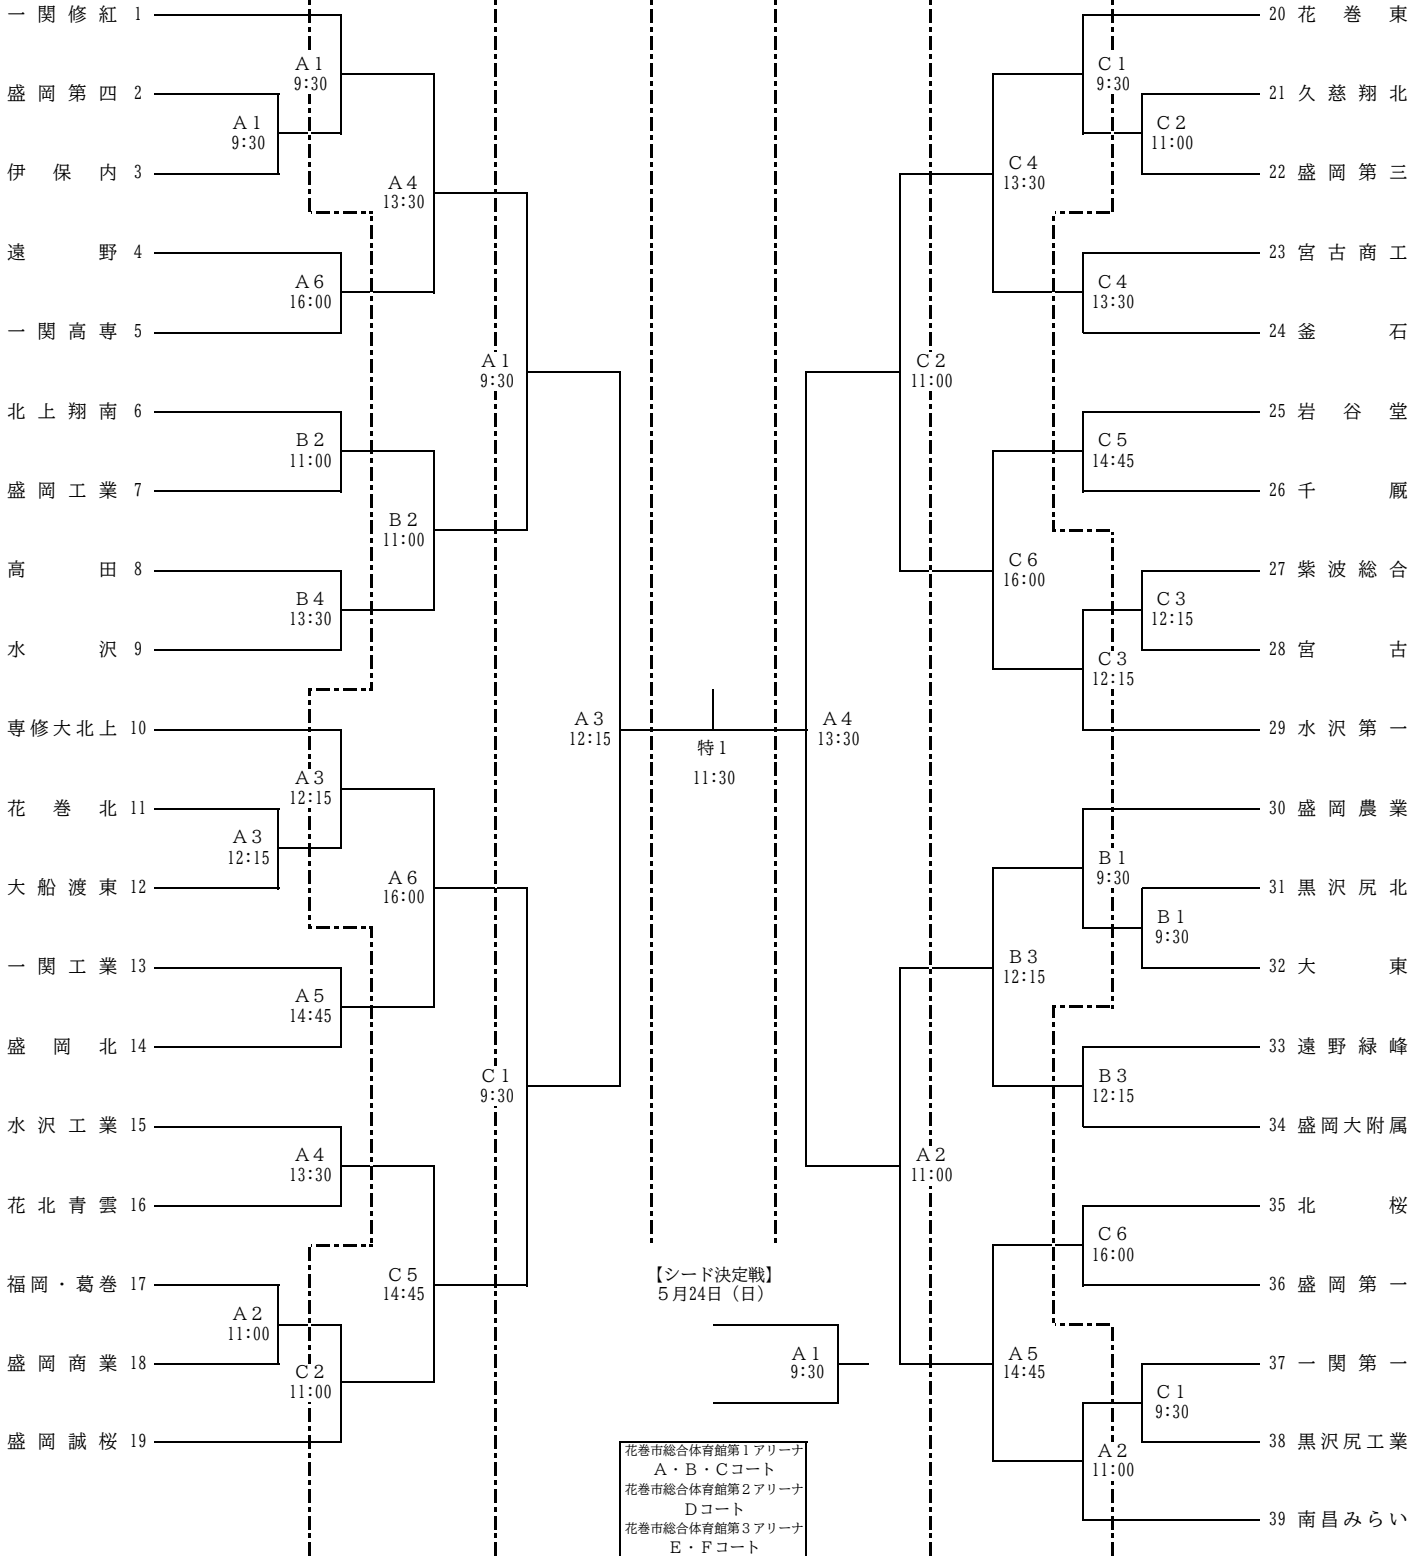 一関修紅 1
A1
9:30
盛岡第四 2
A1
9:30
伊保内 3
A4
13:30
遠野 4
A6
16:00
一関高専 5
A1
9:30
北上翔南 6
B2
11:00
盛岡工業 7
B2
11:00
高田 8
B4
13:30
水沢 9
A3
12:15
専修大北上 10
A3
12:15
花巻北 11
A3
12:15
大船渡東 12
A6
16:00
一関工業 13
A5
14:45
盛岡北 14
C1
9:30
水沢工業 15
A4
13:30
花北青雲 16
福岡・葛巻 17
C5
14:45
A2
11:00
盛岡商業 18
C2
11:00
盛岡誠桜 19
特1
11:30
【シード決定戦】
5月24日（日）
A1
9:30
花巻市総合体育館第1アリーナ
A・B・Cコート
花巻市総合体育館第2アリーナ
Dコート
花巻市総合体育館第3アリーナ
E・Fコート
20 花巻東
C1
9:30
21 久慈翔北
C2
11:00
22 盛岡第三
C4
13:30
23 宮古商工
C4
13:30
24 釜石
C2
11:00
25 岩谷堂
C5
14:45
26 千厩
C6
16:00
27 紫波総合
C3
12:15
28 宮古
C3
12:15
29 水沢第一
A4
13:30
30 盛岡農業
B1
9:30
31 黒沢尻北
B1
9:30
32 大東
B3
12:15
33 遠野緑峰
B3
12:15
34 盛岡大附属
A2
11:00
35 北桜
C6
16:00
36 盛岡第一
A5
14:45
37 一関第一
C1
9:30
38 黒沢尻工業
A2
11:00
39 南昌みらい